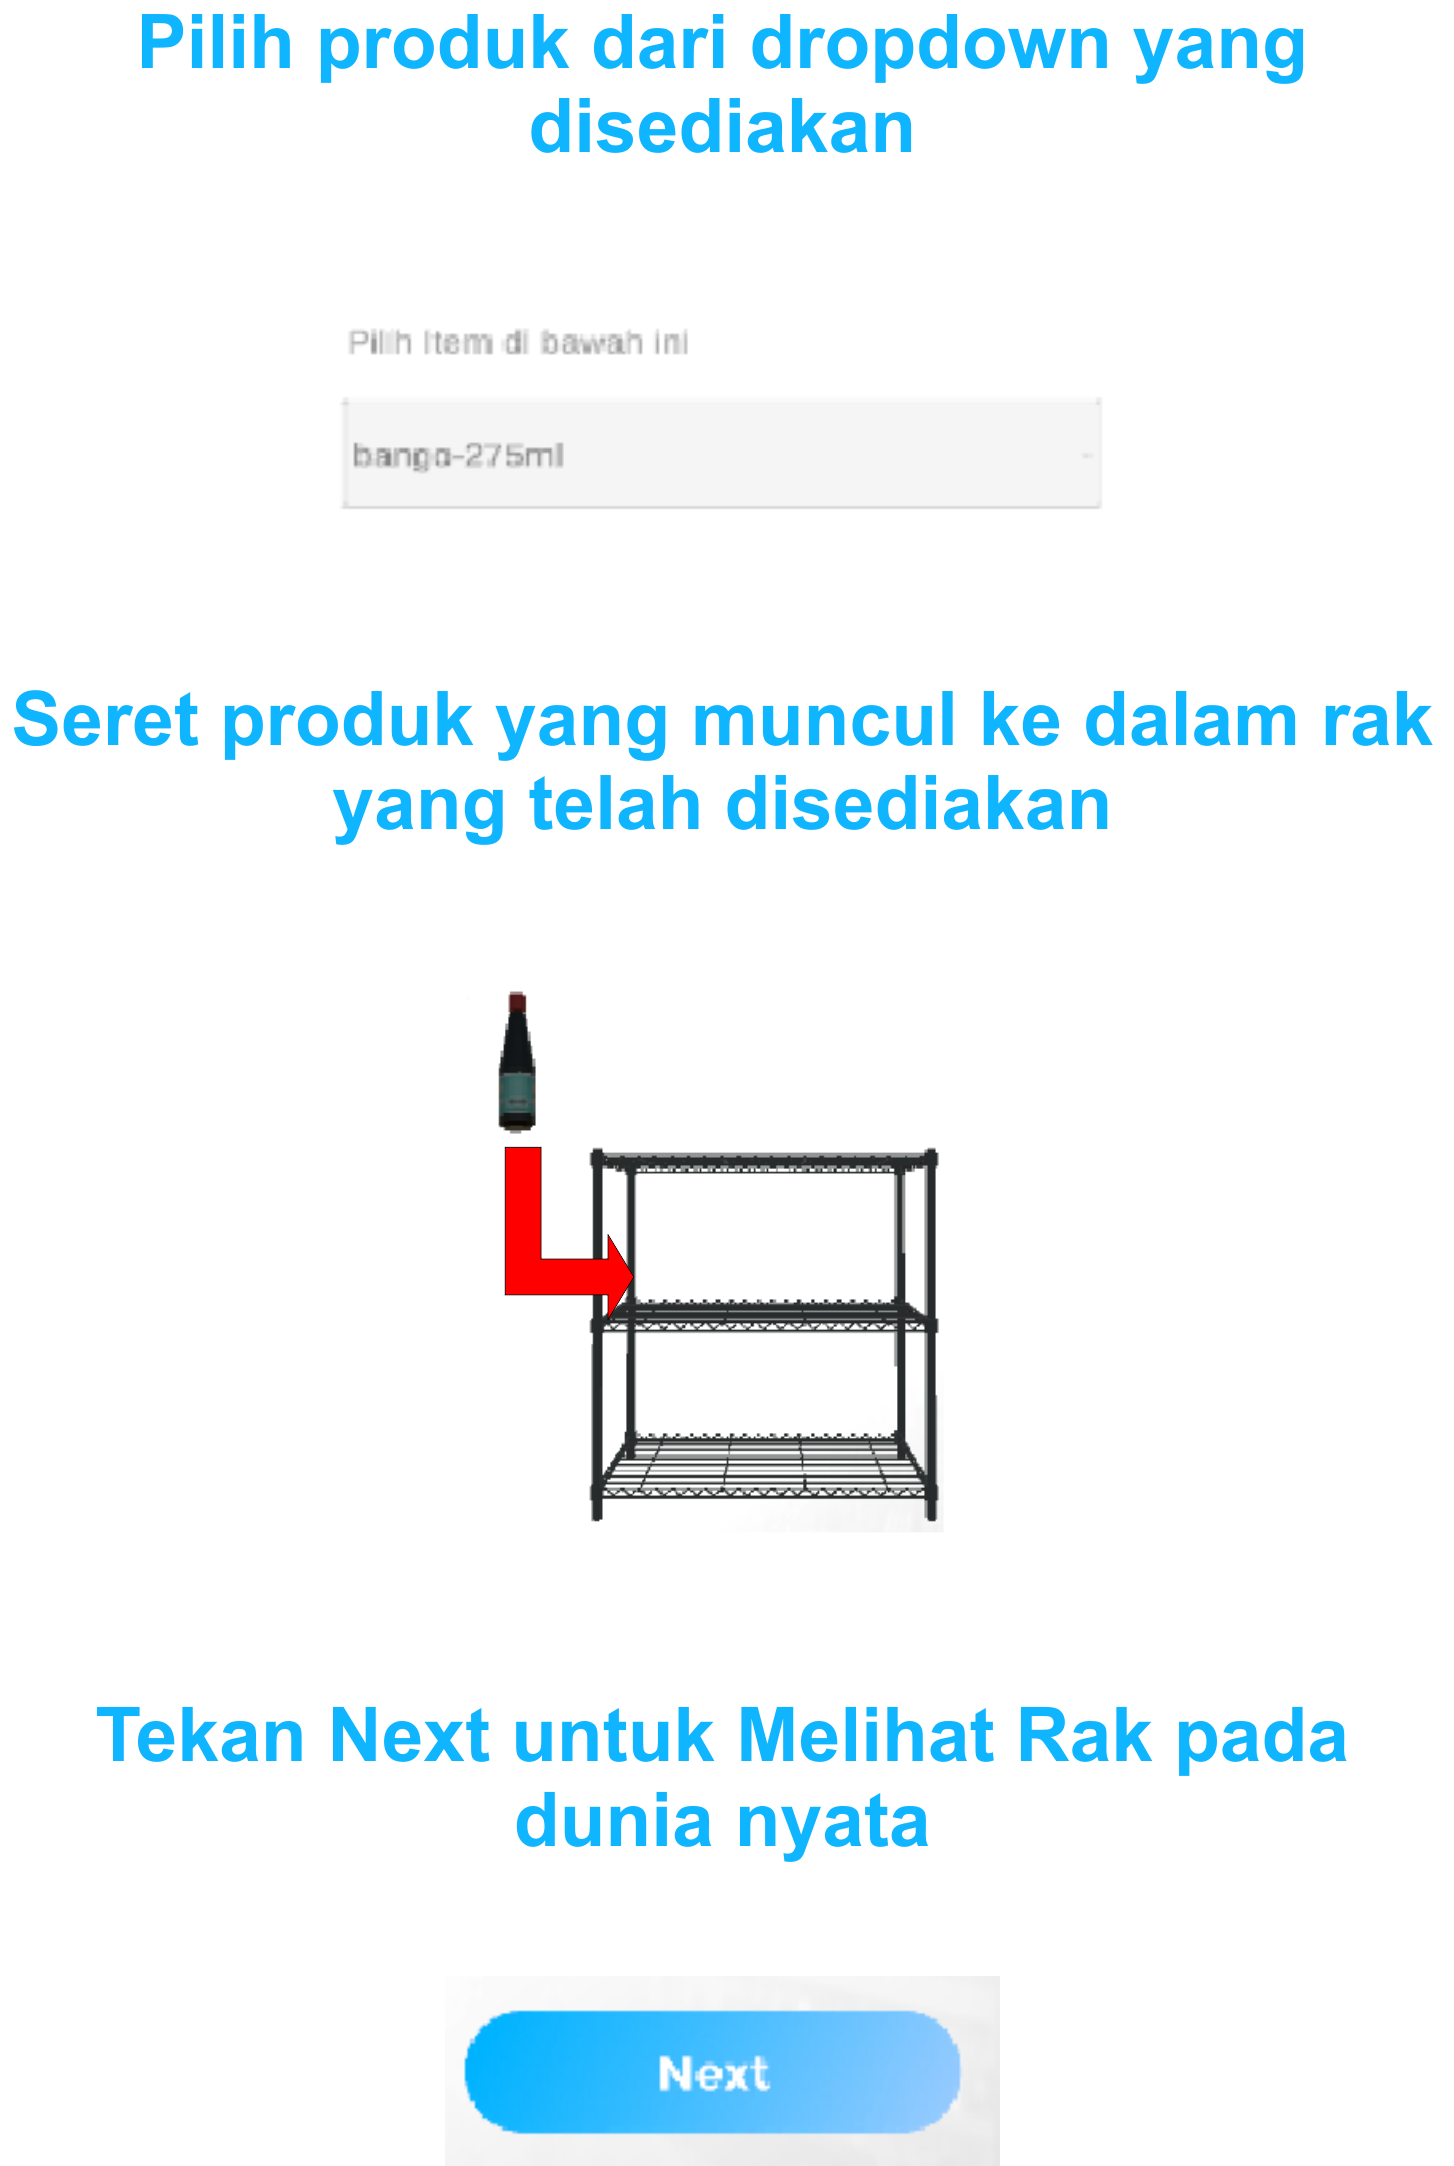 Pilih produk dari dropdown yang
disediakan
Pilih Item di bawah ini
bango-275ml
Seret produk yang muncul ke dalam rak
yang telah disediakan
Tekan Next untuk Melihat Rak pada
dunia nyata
Next